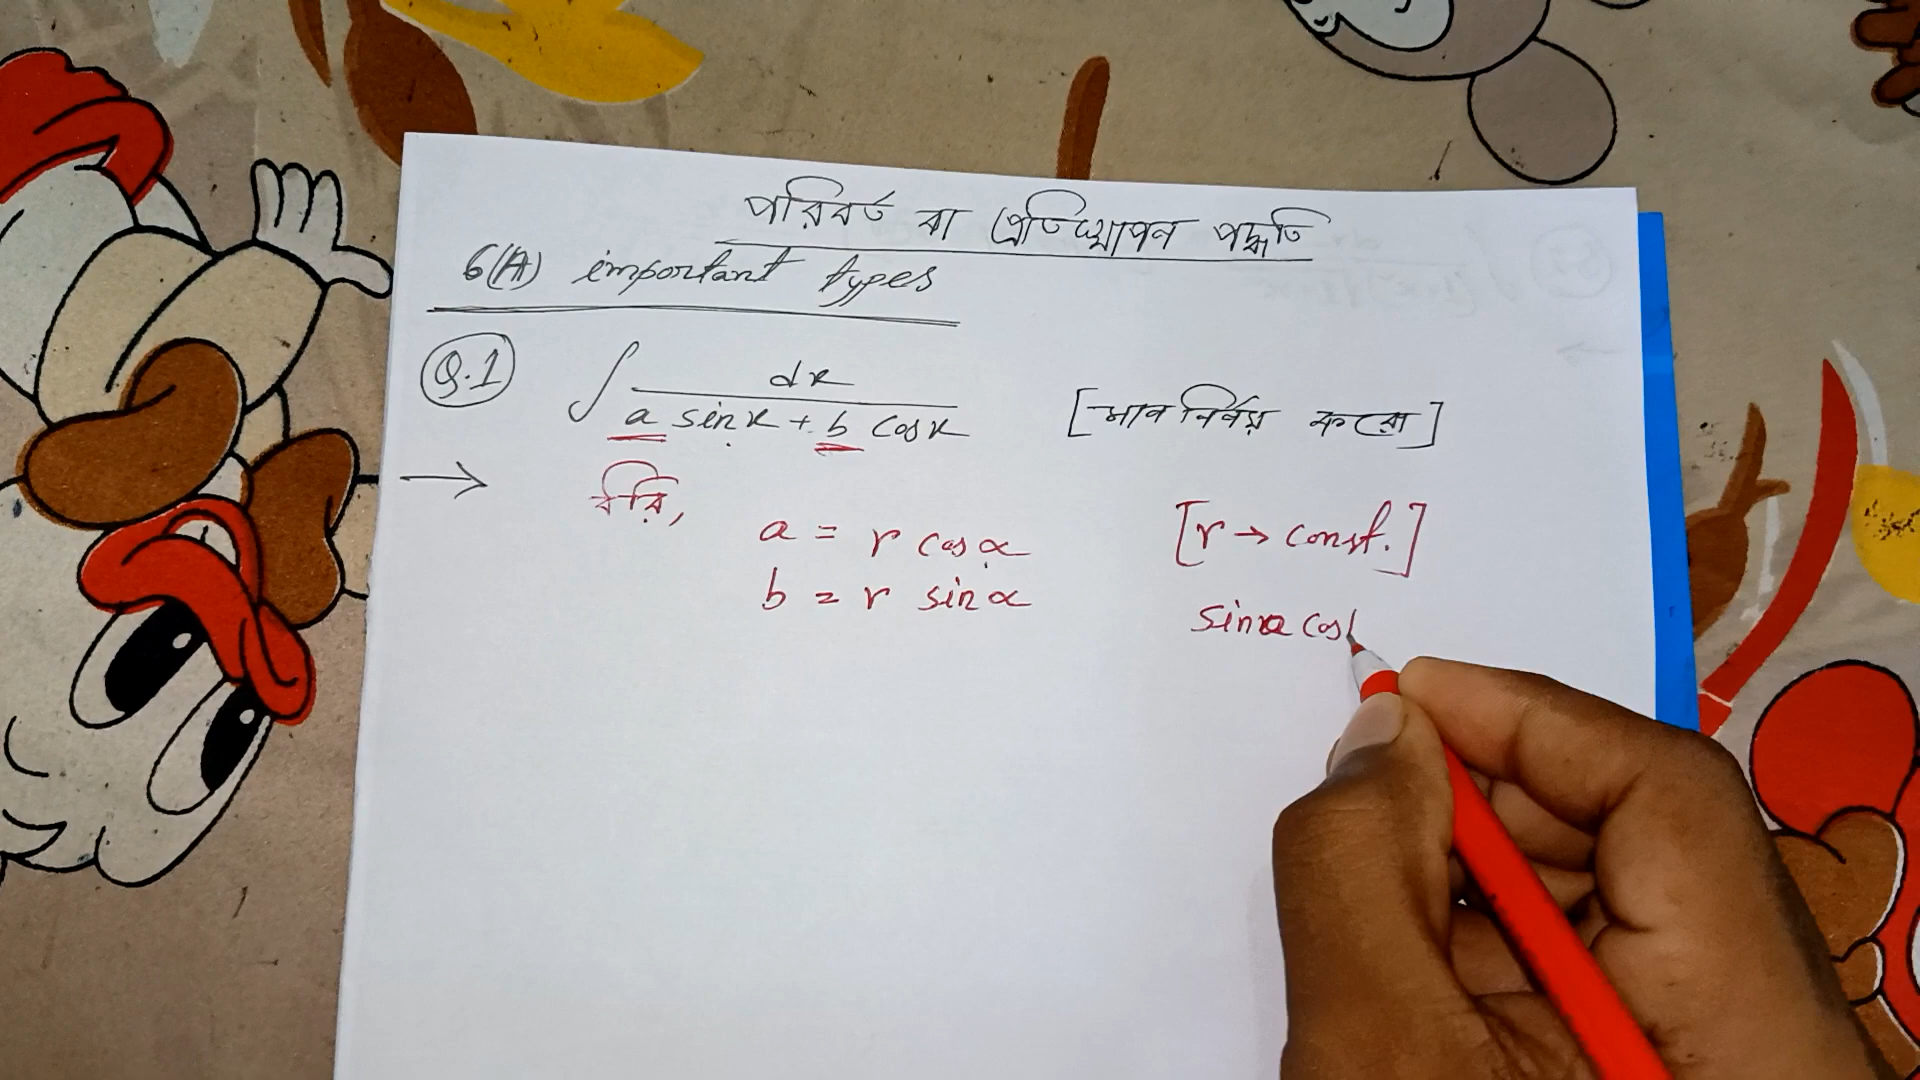 পরিবর্ত বা প্রতিস্থাপন পদ্ধতি
6(A) important types
Q.1 ∫ dx / (a sinx + b cosx) [মান নির্ণয় করো]
→ ধরি,
a = r cosα [r → const.]
b = r sinα
cos